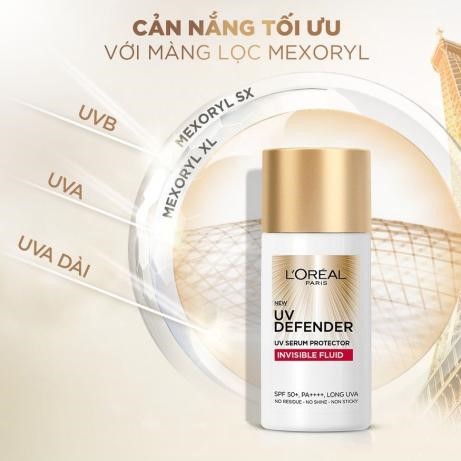 CẢN NẮNG TỐI ƯU
VỚI MÀNG LỌC MEXORYL
UVB
UVA
UVA DÀI
MEXORYL SX
MEXORYL XL
L'ORÉAL
PARIS
NEW
UV
DEFENDER
UV SERUM PROTECTOR
INVISIBLE FLUID
SPF 50+, PA++++, LONG UVA
NO RESIDUE - NO SHINE - NON STICKY